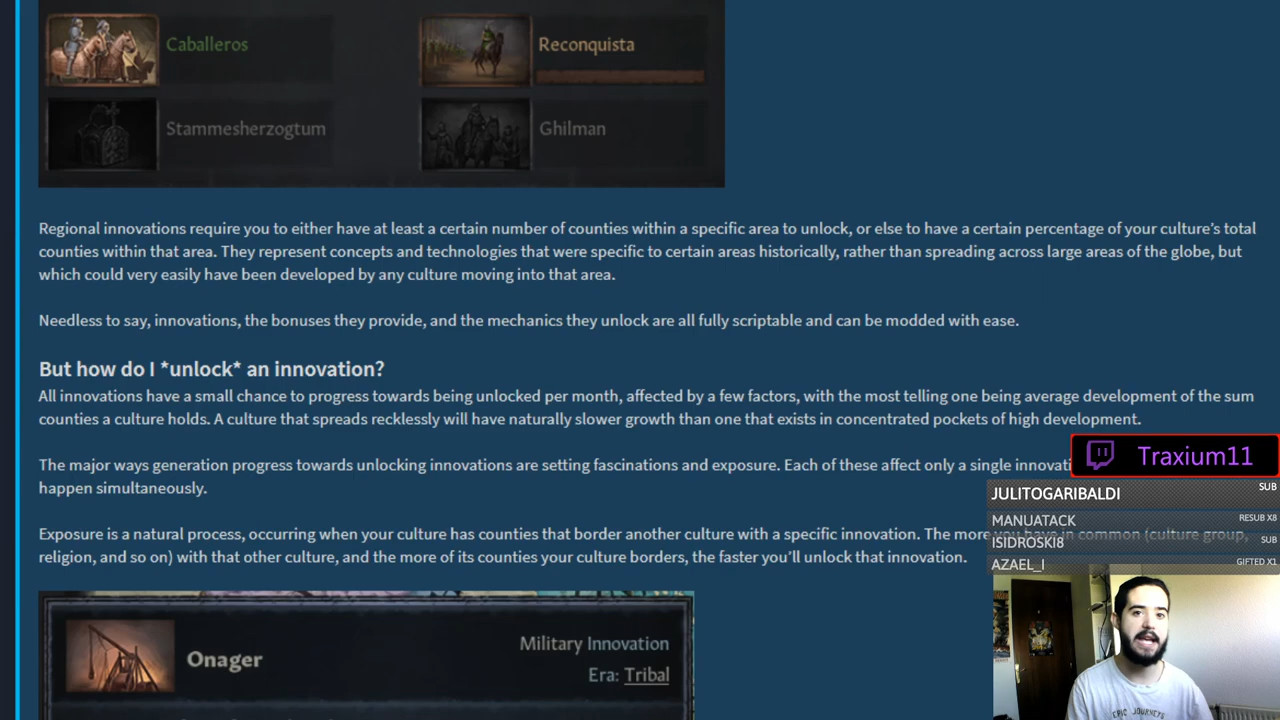 Caballeros
Reconquista
Stammesherzogtum
Ghilman
Regional innovations require you to either have at least a certain number of counties within a specific area to unlock, or else to have a certain percentage of your culture's total
counties within that area. They represent concepts and technologies that were specific to certain areas historically, rather than spreading across large areas of the globe, but
which could very easily have been developed by any culture moving into that area.
Needless to say, innovations, the bonuses they provide, and the mechanics they unlock are all fully scriptable and can be modded with ease.
But how do I *unlock* an innovation?
All innovations have a small chance to progress towards being unlocked per month, affected by a few factors, with the most telling one being average development of the sum
counties a culture holds. A culture that spreads recklessly will have naturally slower growth than one that exists in concentrated pockets of high development.
The major ways generation progress towards unlocking innovations are setting fascinations and exposure. Each of these affect only a single
happen simultaneously.
Exposure is a natural process, occurring when your culture has counties that border another culture with a specific innovation. The more you have in common (culture group,
religion, and so on) with that other culture, and the more of its counties your culture borders, the faster you'll unlock that innovation.
Traxium11
JULITOGARIBALDI SUB
MANUATACK RESUB X8
ISIDROSKI8 SUB
AZAEL_I GIFTED X1
Onager
Military Innovation
Era: Tribal
EPIC JOURNEYS